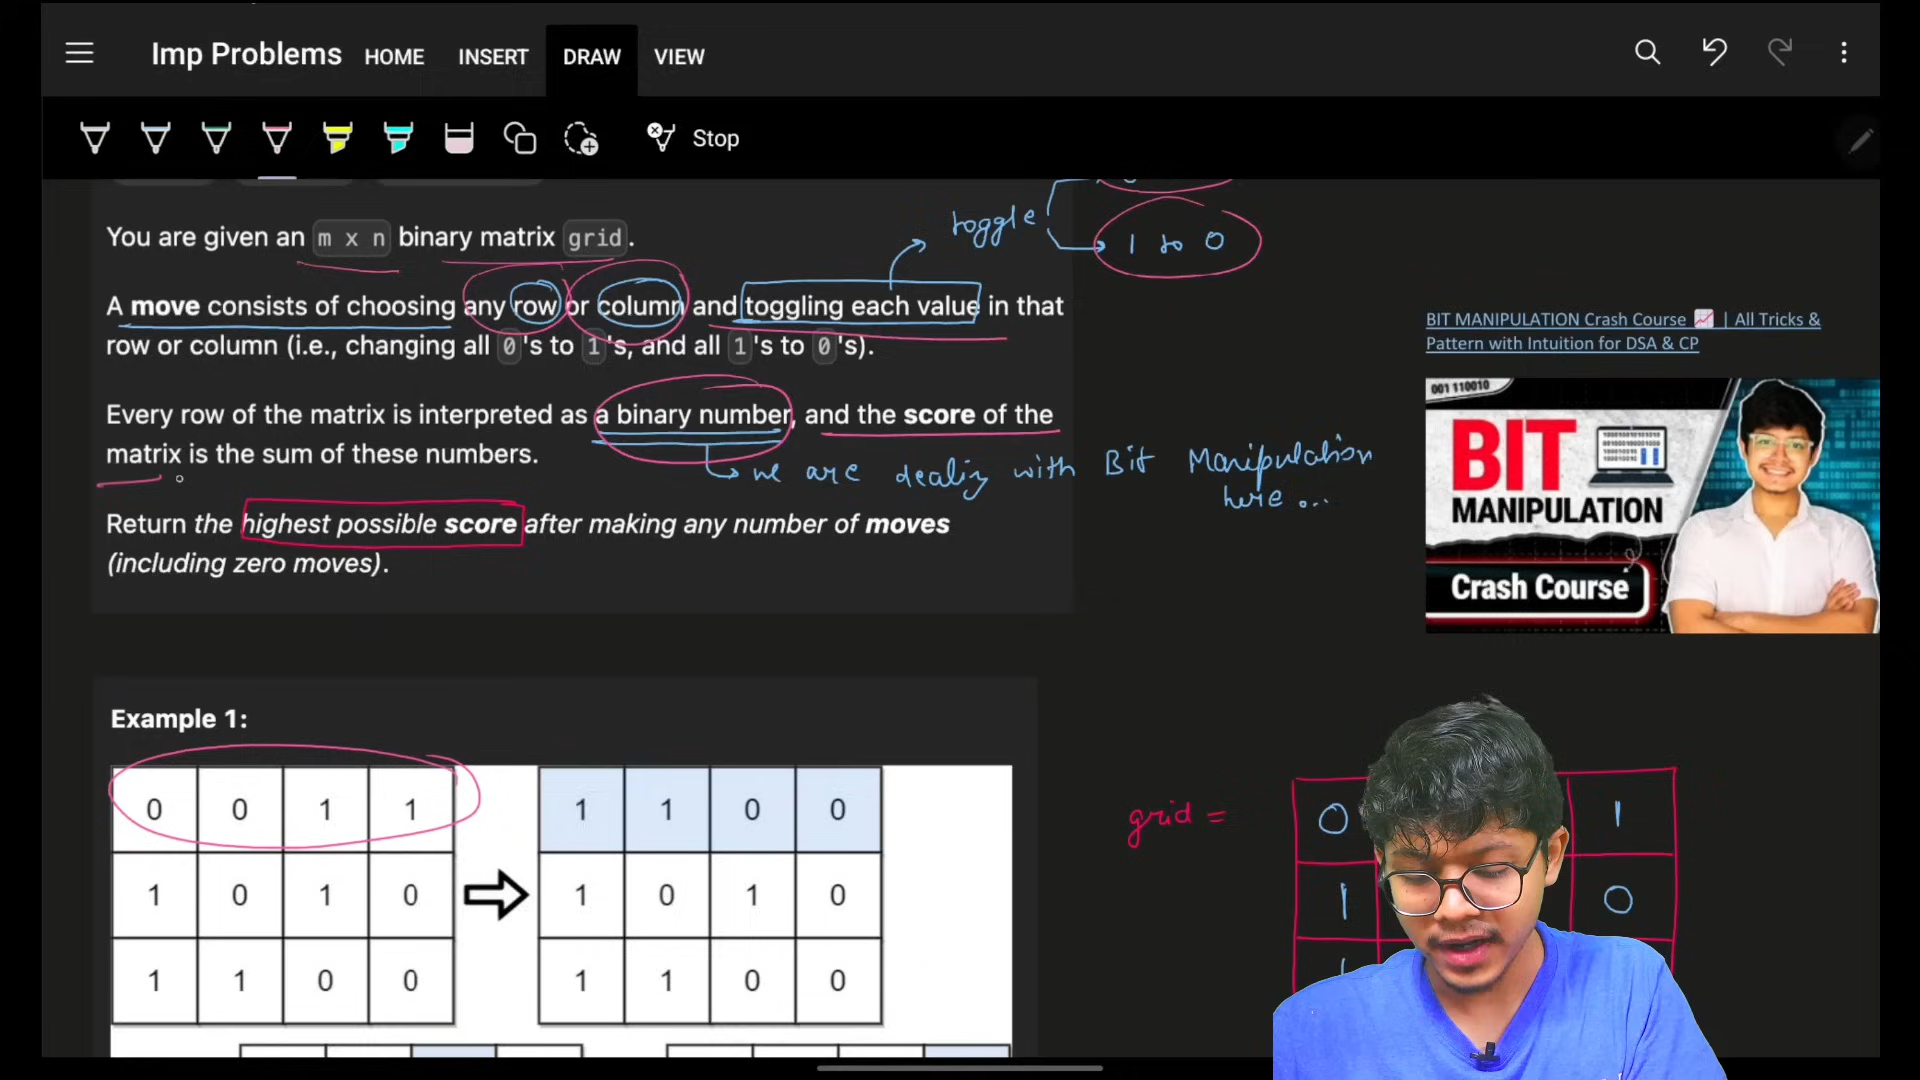 Imp Problems HOME INSERT DRAW VIEW
Stop
toggle
1 to 0
You are given an m x n binary matrix grid.
A move consists of choosing any row or column and toggling each value in that
row or column (i.e., changing all 0's to 1's, and all 1's to 0's).
Every row of the matrix is interpreted as a binary number, and the score of the
matrix is the sum of these numbers.
we are dealing with Bit Manipulation
here ...
Return the highest possible score after making any number of moves
(including zero moves).
BIT MANIPULATION Crash Course 📈 | All Tricks &
Pattern with Intuition for DSA & CP
001 110010
BIT
MANIPULATION
Crash Course
Example 1:
0 0 1 1
1 0 1 0
1 1 0 0
1 1 0 0
1 0 1 0
1 1 0 0
grid =
0 1
1 0
1